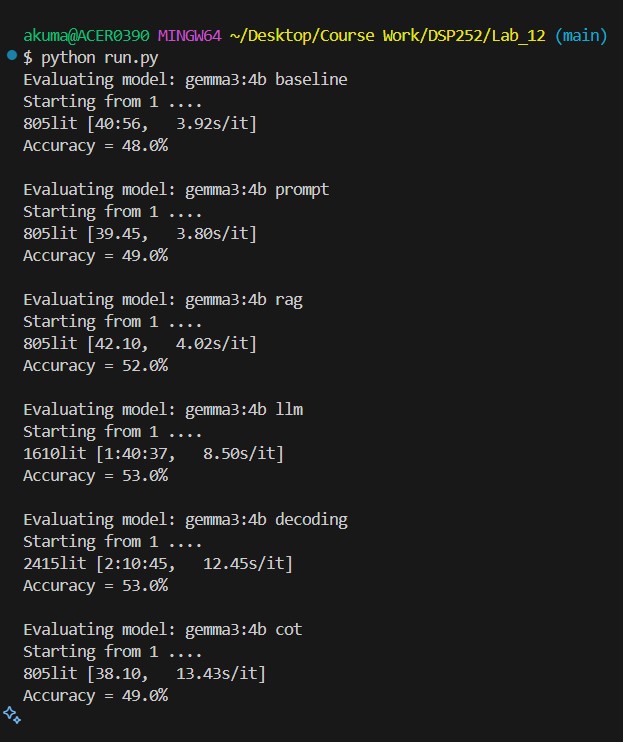 akuma@ACER0390 MINGW64 ~/Desktop/Course Work/DSP252/Lab_12 (main)
$ python run.py
Evaluating model: gemma3:4b baseline
Starting from 1 ....
805lit [40:56,   3.92s/it]
Accuracy = 48.0%
Evaluating model: gemma3:4b prompt
Starting from 1 ....
805lit [39.45,   3.80s/it]
Accuracy = 49.0%
Evaluating model: gemma3:4b rag
Starting from 1 ....
805lit [42.10,   4.02s/it]
Accuracy = 52.0%
Evaluating model: gemma3:4b llm
Starting from 1 ....
1610lit [1:40:37,   8.50s/it]
Accuracy = 53.0%
Evaluating model: gemma3:4b decoding
Starting from 1 ....
2415lit [2:10:45,   12.45s/it]
Accuracy = 53.0%
Evaluating model: gemma3:4b cot
Starting from 1 ....
805lit [38.10,   13.43s/it]
Accuracy = 49.0%